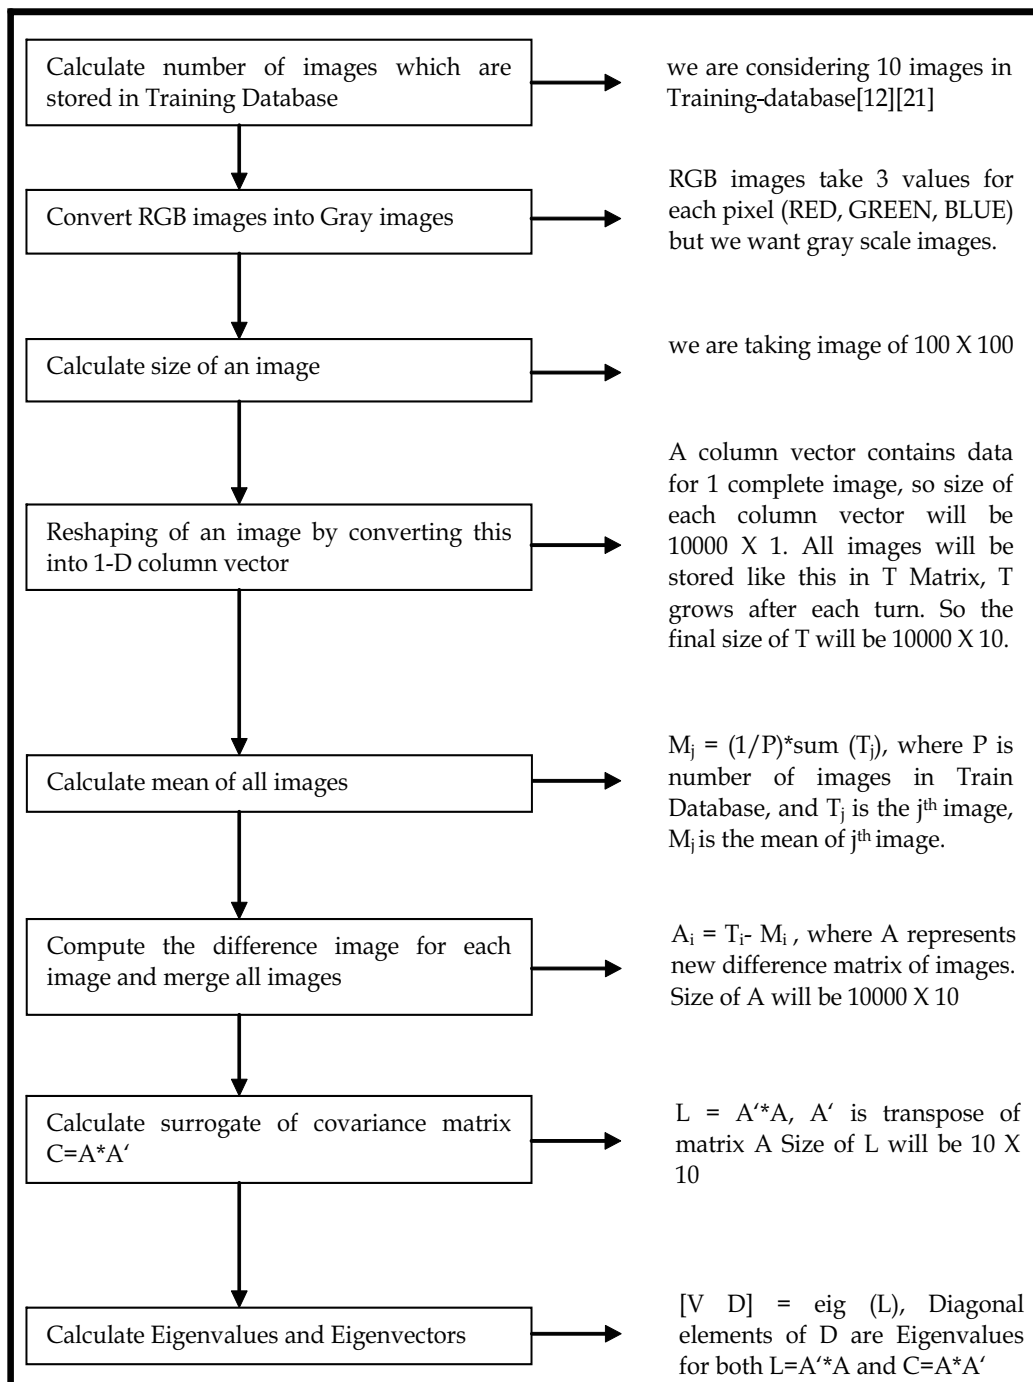 Calculate number of images which are
stored in Training Database
we are considering 10 images in
Training-database[12][21]
Convert RGB images into Gray images
RGB images take 3 values for
each pixel (RED, GREEN, BLUE)
but we want gray scale images.
Calculate size of an image
we are taking image of 100 X 100
Reshaping of an image by converting this
into 1-D column vector
A column vector contains data
for 1 complete image, so size of
each column vector will be
10000 X 1. All images will be
stored like this in T Matrix, T
grows after each turn. So the
final size of T will be 10000 X 10.
Calculate mean of all images
Mⱼ = (1/P)*sum (Tⱼ), where P is
number of images in Train
Database, and Tⱼ is the jᵗʰ image,
Mⱼ is the mean of jᵗʰ image.
Compute the difference image for each
image and merge all images
Aᵢ = Tᵢ- Mᵢ , where A represents
new difference matrix of images.
Size of A will be 10000 X 10
Calculate surrogate of covariance matrix
C=A*A‘
L = A‘*A, A‘ is transpose of
matrix A Size of L will be 10 X
10
Calculate Eigenvalues and Eigenvectors
[V D] = eig (L), Diagonal
elements of D are Eigenvalues
for both L=A‘*A and C=A*A‘